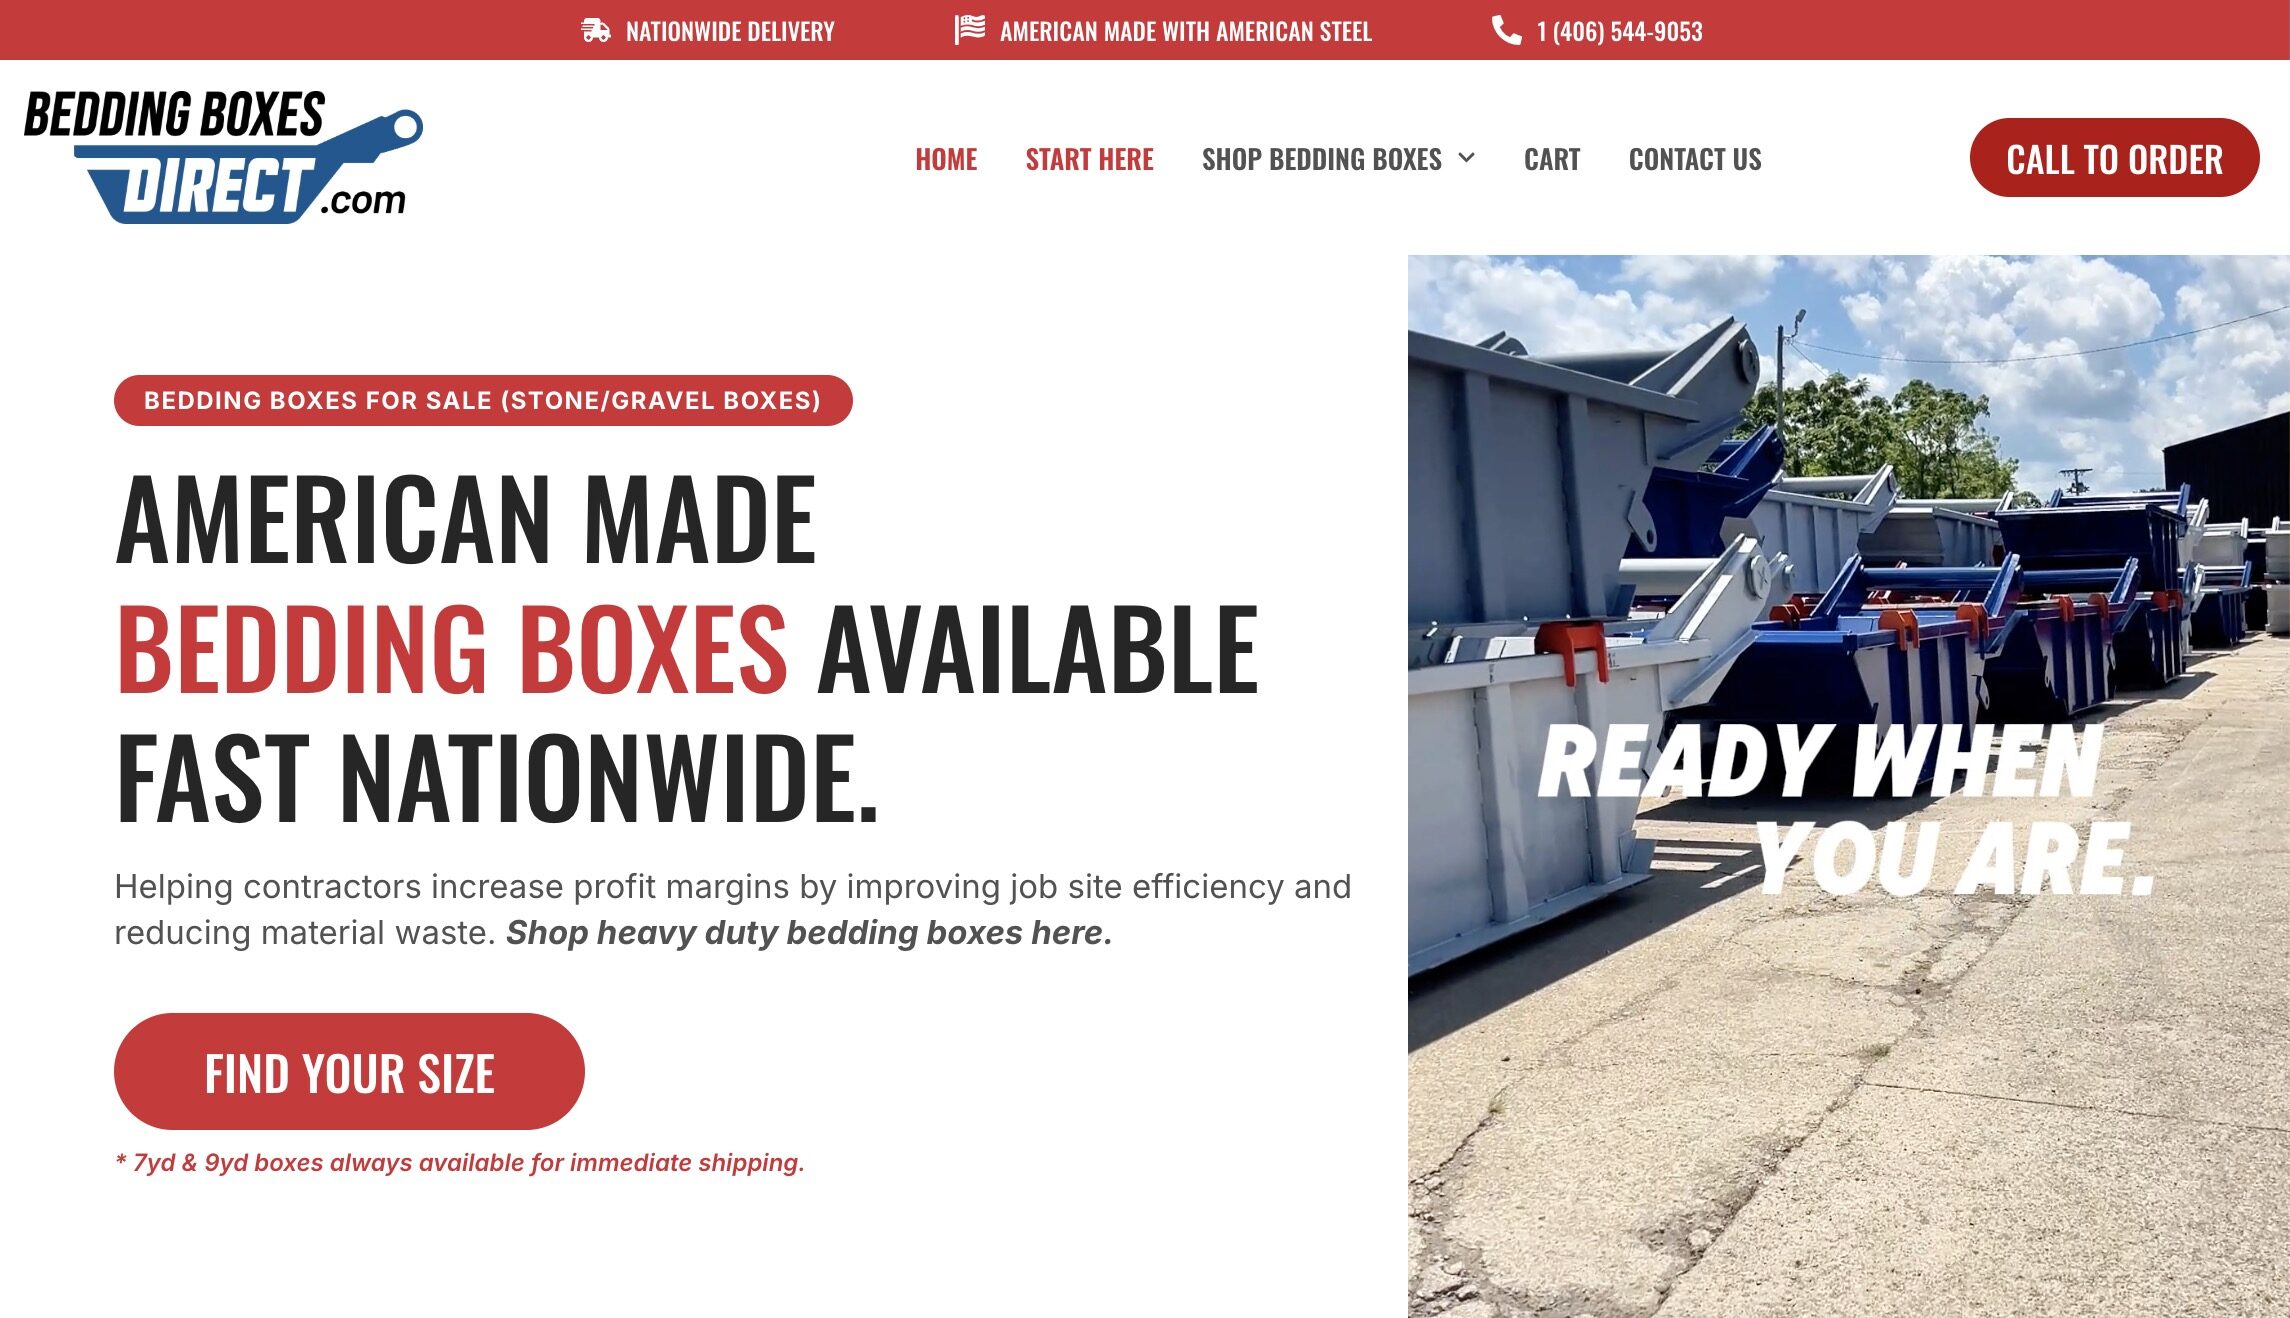 NATIONWIDE DELIVERY
AMERICAN MADE WITH AMERICAN STEEL
1 (406) 544-9053
BEDDING BOXES
DIRECT
.com
HOME
START HERE
SHOP BEDDING BOXES
CART
CONTACT US
CALL TO ORDER
BEDDING BOXES FOR SALE (STONE/GRAVEL BOXES)
AMERICAN MADE
BEDDING BOXES AVAILABLE
FAST NATIONWIDE.
Helping contractors increase profit margins by improving job site efficiency and
reducing material waste. Shop heavy duty bedding boxes here.
FIND YOUR SIZE
* 7yd & 9yd boxes always available for immediate shipping.
READY WHEN
YOU ARE.